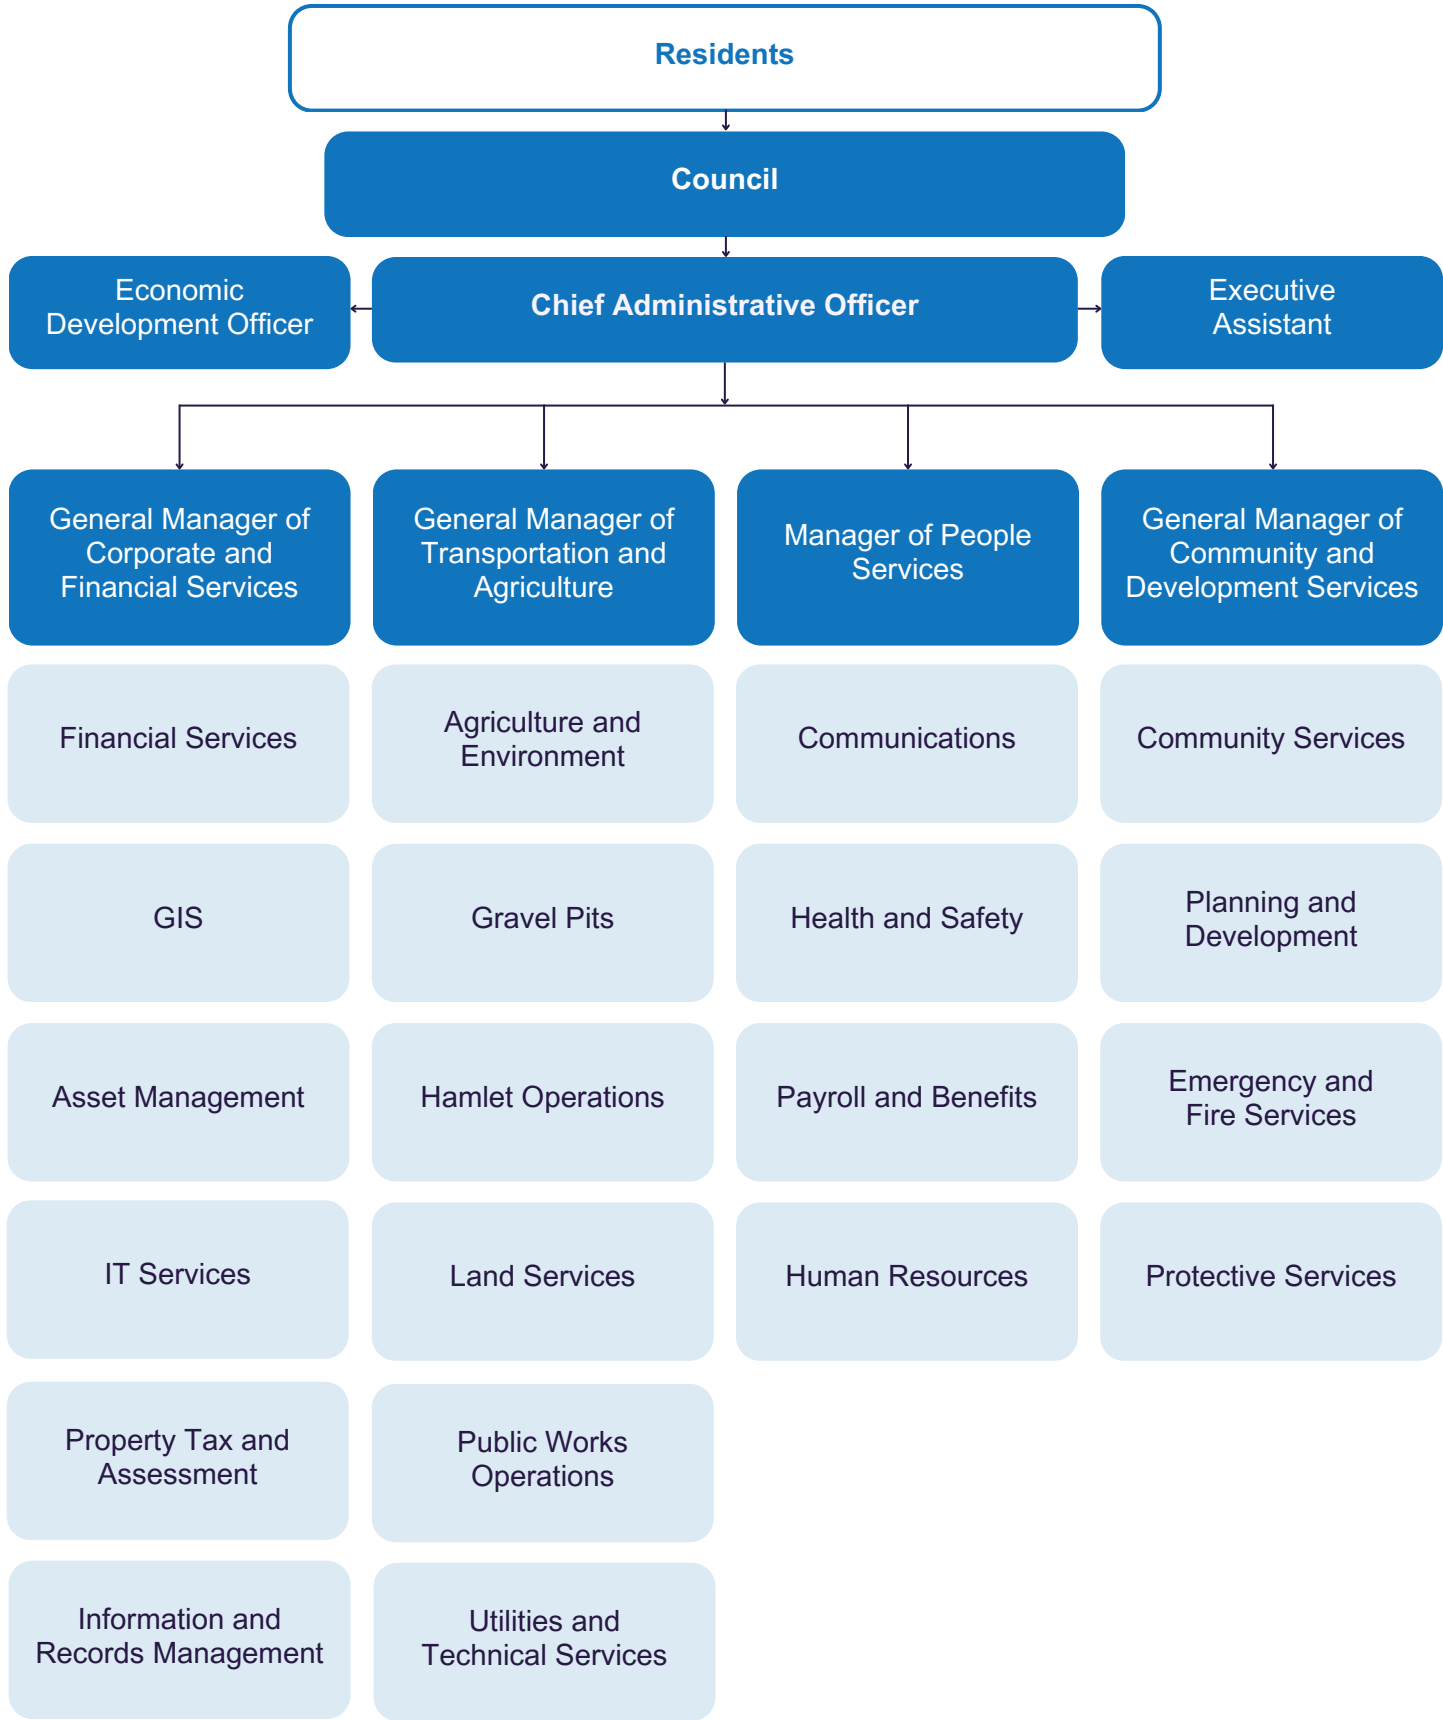 Residents
Council
Economic
Development Officer
Chief Administrative Officer
Executive
Assistant
General Manager of
Corporate and
Financial Services
General Manager of
Transportation and
Agriculture
Manager of People
Services
General Manager of
Community and
Development Services
Financial Services
Agriculture and
Environment
Communications
Community Services
GIS
Gravel Pits
Health and Safety
Planning and
Development
Asset Management
Hamlet Operations
Payroll and Benefits
Emergency and
Fire Services
IT Services
Land Services
Human Resources
Protective Services
Property Tax and
Assessment
Public Works
Operations
Information and
Records Management
Utilities and
Technical Services